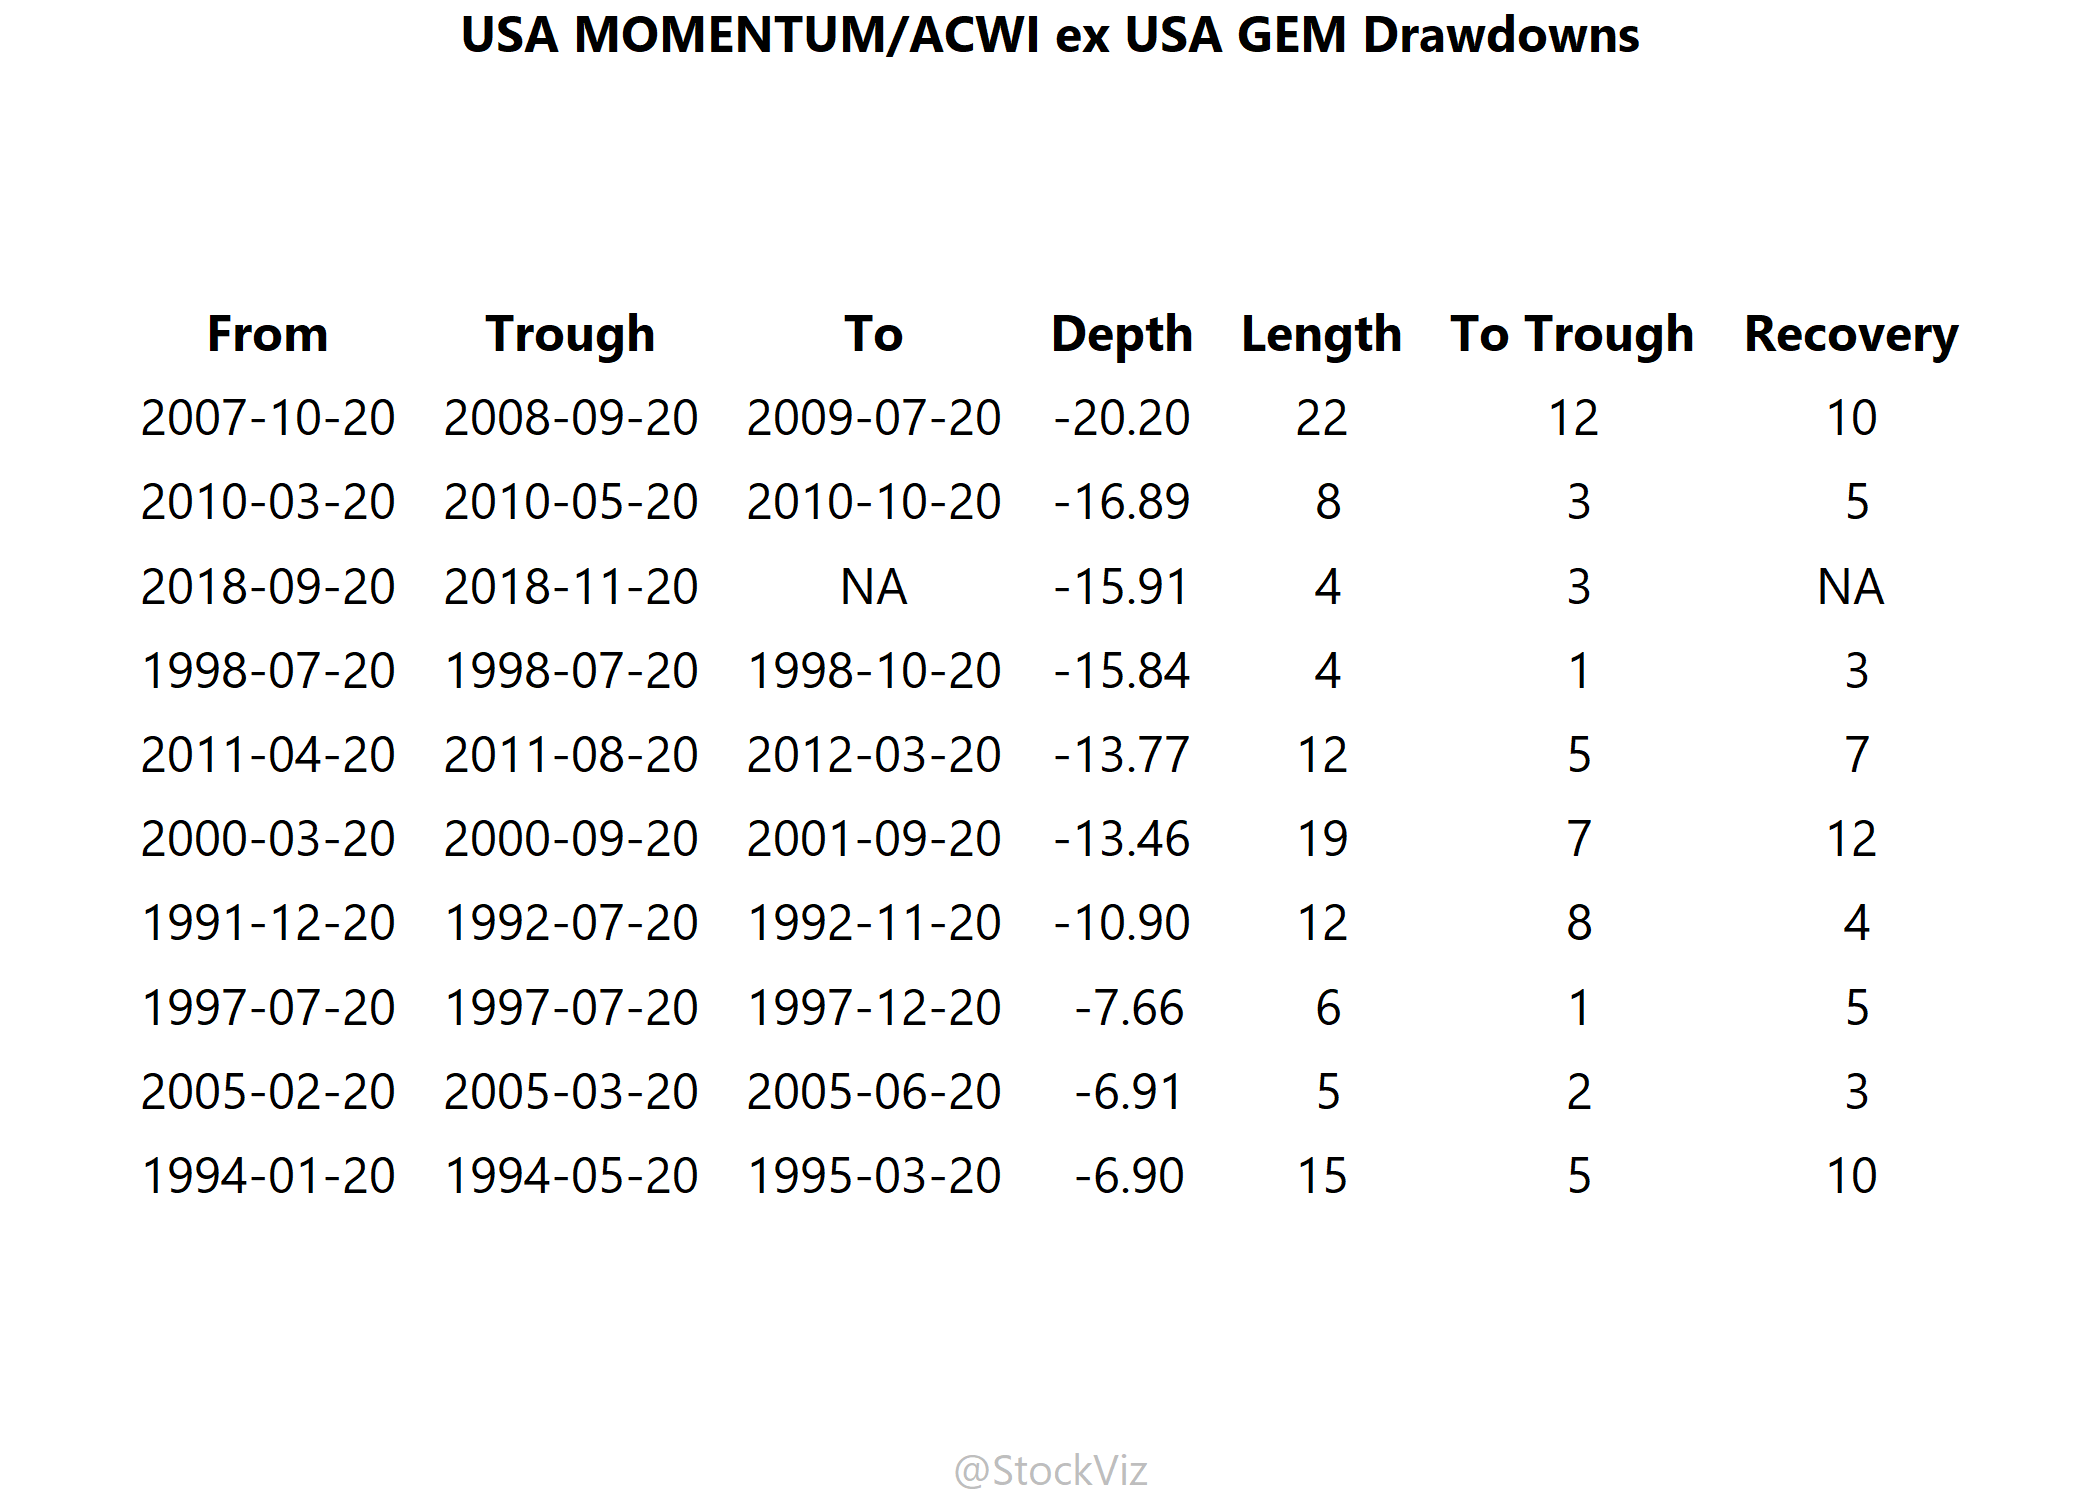 USA MOMENTUM/ACWI ex USA GEM Drawdowns
From Trough To Depth Length To Trough Recovery
2007-10-20 2008-09-20 2009-07-20 -20.20 22 12 10
2010-03-20 2010-05-20 2010-10-20 -16.89 8 3 5
2018-09-20 2018-11-20 NA -15.91 4 3 NA
1998-07-20 1998-07-20 1998-10-20 -15.84 4 1 3
2011-04-20 2011-08-20 2012-03-20 -13.77 12 5 7
2000-03-20 2000-09-20 2001-09-20 -13.46 19 7 12
1991-12-20 1992-07-20 1992-11-20 -10.90 12 8 4
1997-07-20 1997-07-20 1997-12-20 -7.66 6 1 5
2005-02-20 2005-03-20 2005-06-20 -6.91 5 2 3
1994-01-20 1994-05-20 1995-03-20 -6.90 15 5 10
@StockViz